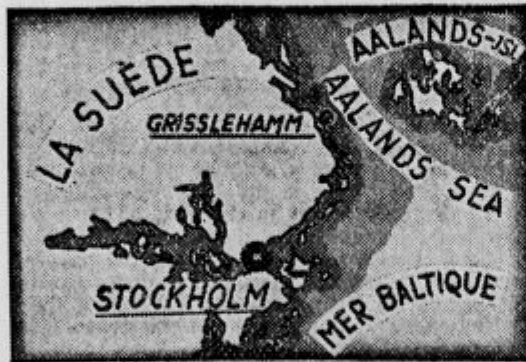 LA SUÈDE
AALANDS-ISL
AALANDS SEA
GRISSLEHAMM
STOCKHOLM
MER BALTIQUE